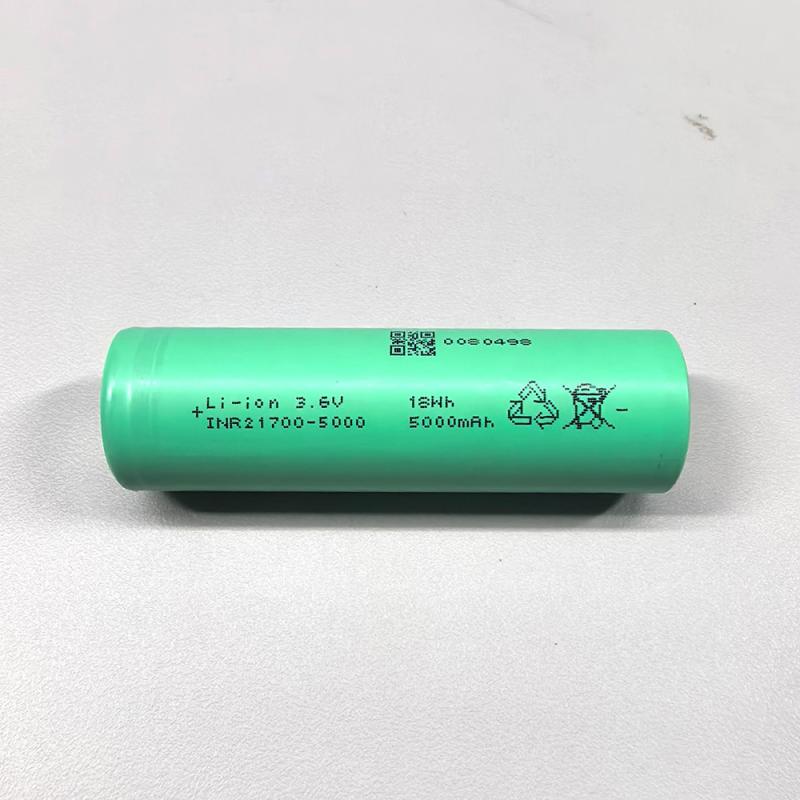 0080498
+ Li-ion 3.6V 18Wh
INR21700-5000 5000mAh -